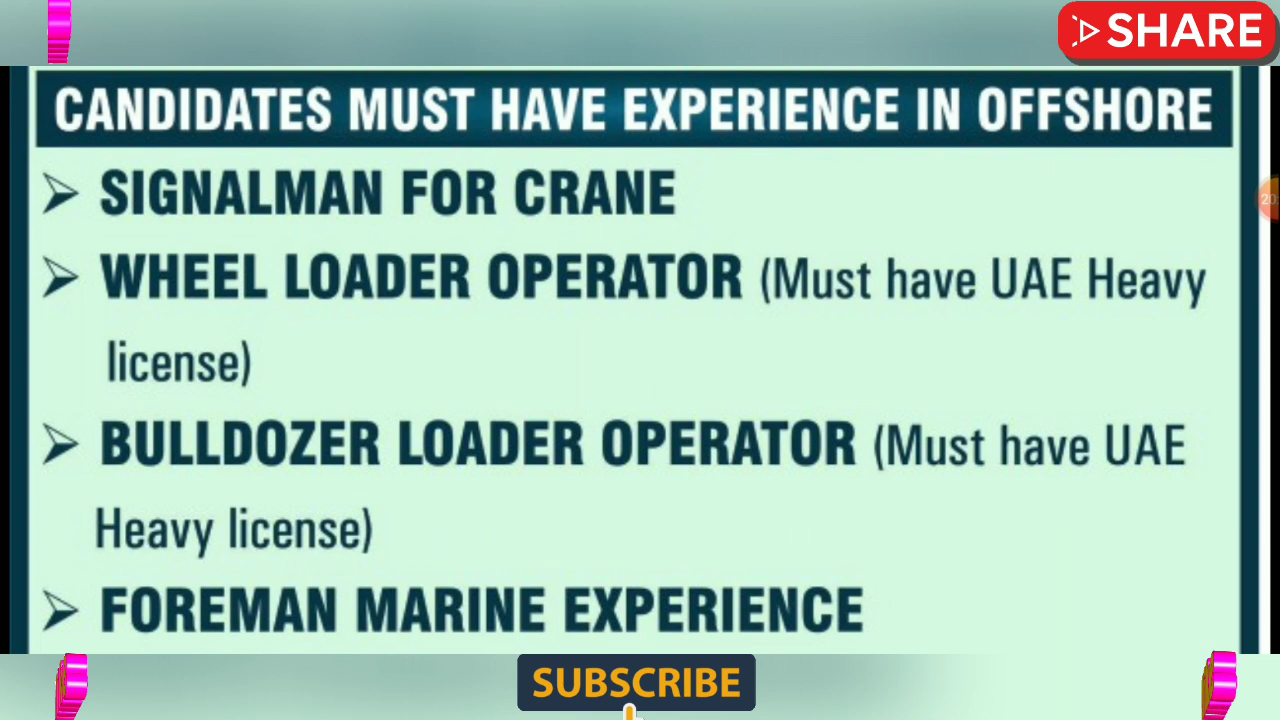 SHARE
CANDIDATES MUST HAVE EXPERIENCE IN OFFSHORE
SIGNALMAN FOR CRANE
WHEEL LOADER OPERATOR (Must have UAE Heavy
license)
BULLDOZER LOADER OPERATOR (Must have UAE
Heavy license)
FOREMAN MARINE EXPERIENCE
SUBSCRIBE